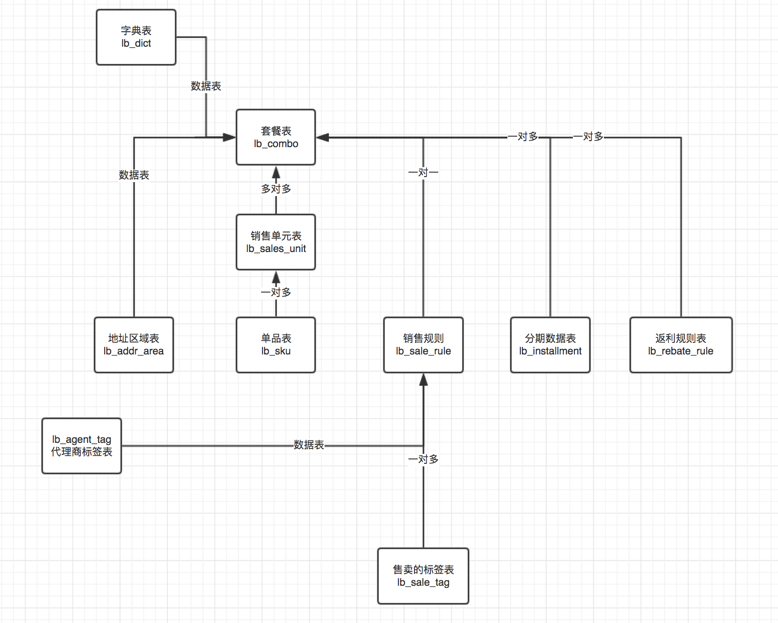 字典表
lb_dict
数据表
套餐表
lb_combo
一对多
一对多
数据表
一对一
多对多
销售单元表
lb_sales_unit
一对多
地址区域表
lb_addr_area
单品表
lb_sku
销售规则
lb_sale_rule
分期数据表
lb_installment
返利规则表
lb_rebate_rule
lb_agent_tag
代理商标签表
数据表
一对多
售卖的标签表
lb_sale_tag